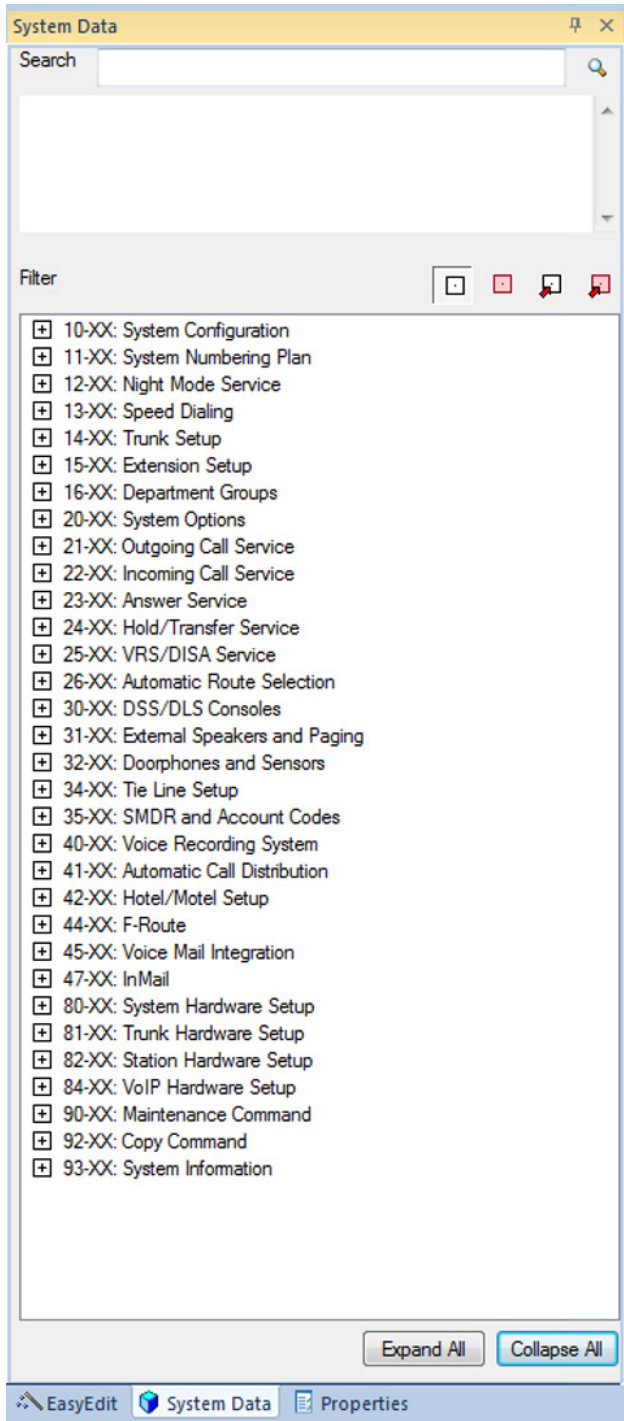 System Data
Search
Filter
10-XX: System Configuration
11-XX: System Numbering Plan
12-XX: Night Mode Service
13-XX: Speed Dialing
14-XX: Trunk Setup
15-XX: Extension Setup
16-XX: Department Groups
20-XX: System Options
21-XX: Outgoing Call Service
22-XX: Incoming Call Service
23-XX: Answer Service
24-XX: Hold/Transfer Service
25-XX: VRS/DISA Service
26-XX: Automatic Route Selection
30-XX: DSS/DLS Consoles
31-XX: External Speakers and Paging
32-XX: Doorphones and Sensors
34-XX: Tie Line Setup
35-XX: SMDR and Account Codes
40-XX: Voice Recording System
41-XX: Automatic Call Distribution
42-XX: Hotel/Motel Setup
44-XX: F-Route
45-XX: Voice Mail Integration
47-XX: InMail
80-XX: System Hardware Setup
81-XX: Trunk Hardware Setup
82-XX: Station Hardware Setup
84-XX: VoIP Hardware Setup
90-XX: Maintenance Command
92-XX: Copy Command
93-XX: System Information
Expand All Collapse All
EasyEdit System Data Properties